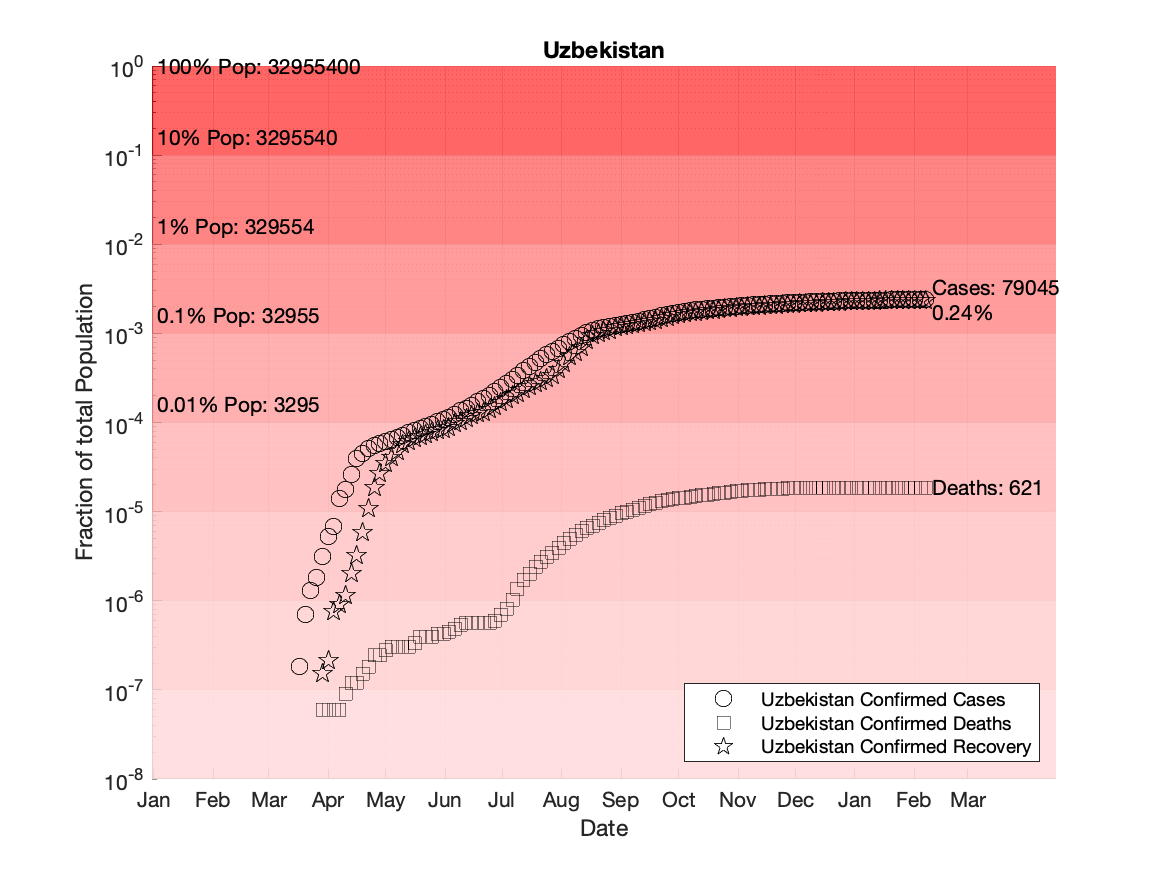 Uzbekistan
10^0
10^-1
10^-2
10^-3
10^-4
10^-5
10^-6
10^-7
10^-8
Fraction of total Population
100% Pop: 32955400
10% Pop: 3295540
1% Pop: 329554
0.1% Pop: 32955
0.01% Pop: 3295
Cases: 79045
0.24%
Deaths: 621
Uzbekistan Confirmed Cases
Uzbekistan Confirmed Deaths
Uzbekistan Confirmed Recovery
Jan Feb Mar Apr May Jun Jul Aug Sep Oct Nov Dec Jan Feb Mar
Date